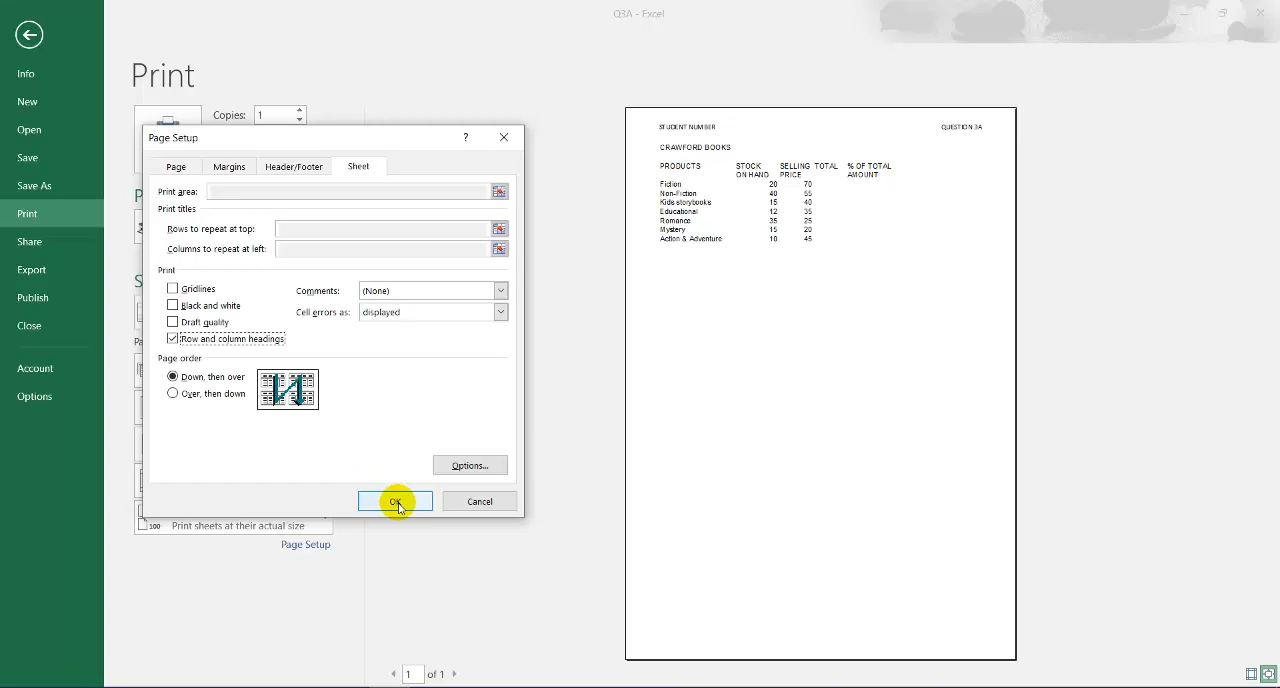 Q3A - Excel
Info
New
Open
Save
Save As
Print
Share
Export
Publish
Close
Account
Options
Print
Copies: 1
Page Setup
?
Page Margins Header/Footer Sheet
Print area:
Print titles
Rows to repeat at top:
Columns to repeat at left:
Print
Gridlines
Black and white
Draft quality
Row and column headings
Comments: (None)
Cell errors as: displayed
Page order
Down, then over
Over, then down
Options...
OK Cancel
100 Print sheets at their actual size
Page Setup
STUDENT NUMBER QUESTION 3A
CRAWFORD BOOKS
PRODUCTS STOCK SELLING TOTAL % OF TOTAL
ON HAND PRICE AMOUNT
Fiction 20 70
Non-Fiction 40 55
Kids storybooks 15 40
Educational 12 35
Romance 35 25
Mystery 15 20
Action & Adventure 10 45
1 of 1